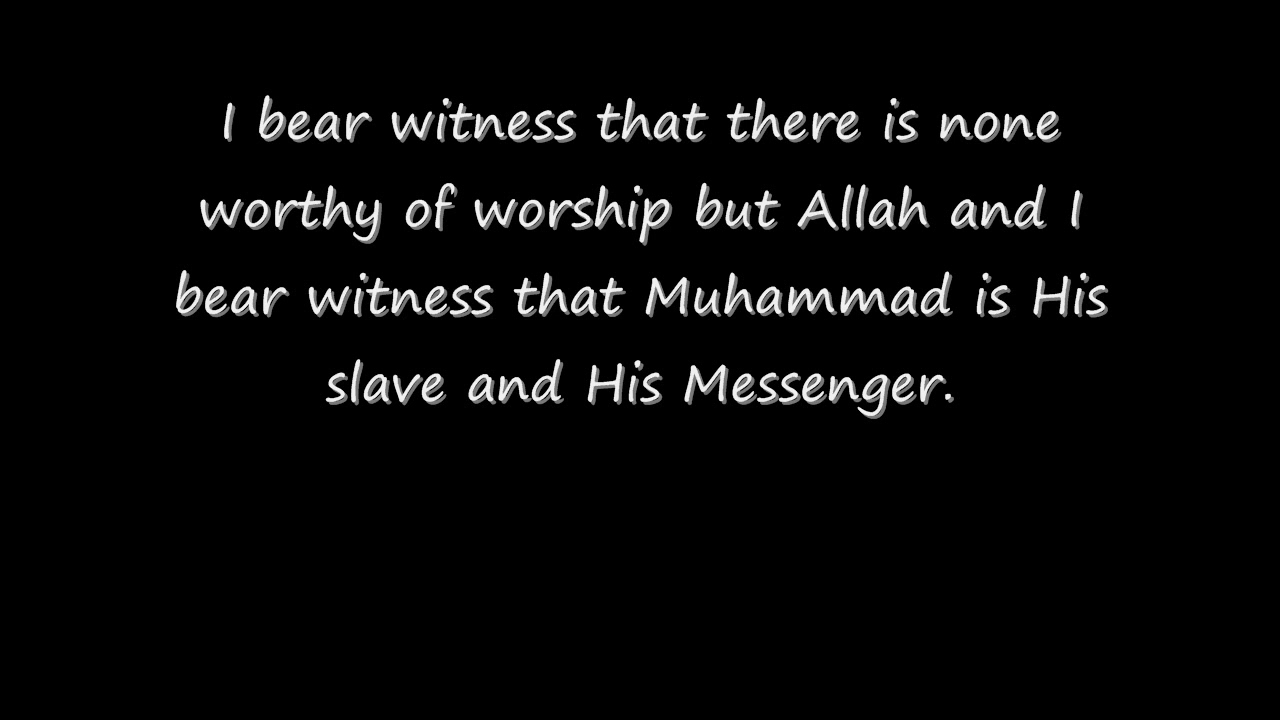 I bear witness that there is none
worthy of worship but Allah and I
bear witness that Muhammad is His
slave and His Messenger.